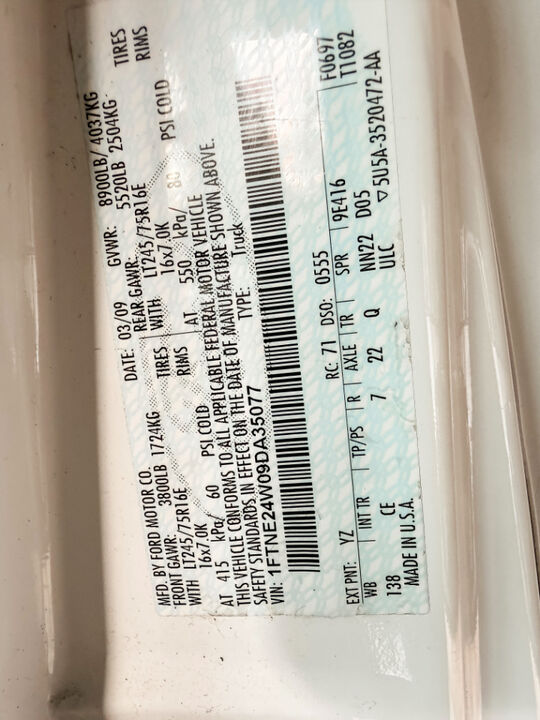 MFD. BY FORD MOTOR CO. DATE: 03/09 GVWR: 8900LB/ 4037KG
FRONT GAWR: 3800LB 1724KG REAR GAWR: 5520LB 2504KG
WITH LT245/75R16E TIRES WITH LT245/75R16E TIRES
16x7.0K RIMS 16x7.0K RIMS
AT 415 kPa/ 60 PSI COLD AT 550 kPa/ 80 PSI COLD
THIS VEHICLE CONFORMS TO ALL APPLICABLE FEDERAL MOTOR VEHICLE
SAFETY STANDARDS IN EFFECT ON THE DATE OF MANUFACTURE SHOWN ABOVE.
VIN: 1FTNE24W09DA35077 TYPE: Truck
F0697
T1082
EXT PNT: YZ RC: 71 DSO: 0555
WB | INT TR | TP/PS | R | AXLE | TR | SPR | 9E416
138 CE 7 22 Q NN22 D05
MADE IN U.S.A. ULC ▽5U5A-3520472-AA